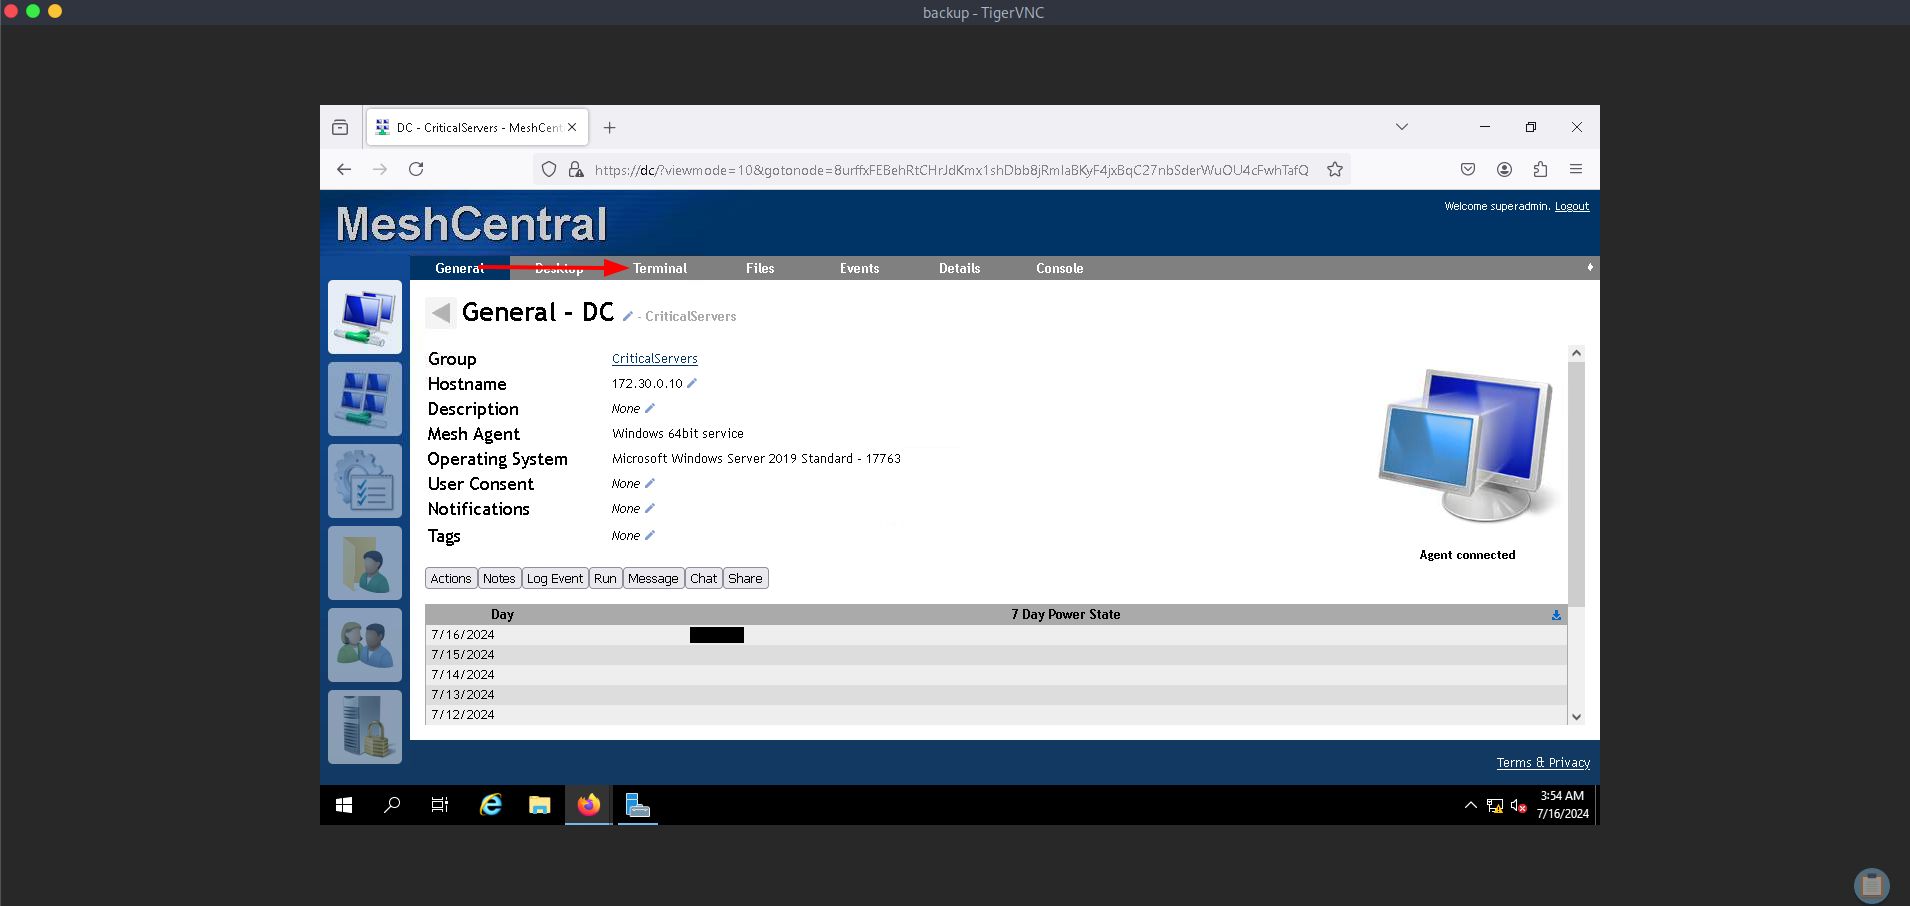 backup - TigerVNC
DC - CriticalServers - MeshCent
https://dc/?viewmode=10&gotonode=8urffxFEBehRtCHrJdKmx1shDbb8jRmIaBKyF4jxBqC27nbSderWuOU4cFwhTafQ
MeshCentral
Welcome superadmin. Logout
General Desktop Terminal Files Events Details Console
General - DC - CriticalServers
Group CriticalServers
Hostname 172.30.0.10
Description None
Mesh Agent Windows 64bit service
Operating System Microsoft Windows Server 2019 Standard - 17763
User Consent None
Notifications None
Tags None
Agent connected
Actions Notes Log Event Run Message Chat Share
Day 7 Day Power State
7/16/2024
7/15/2024
7/14/2024
7/13/2024
7/12/2024
Terms & Privacy
3:54 AM
7/16/2024